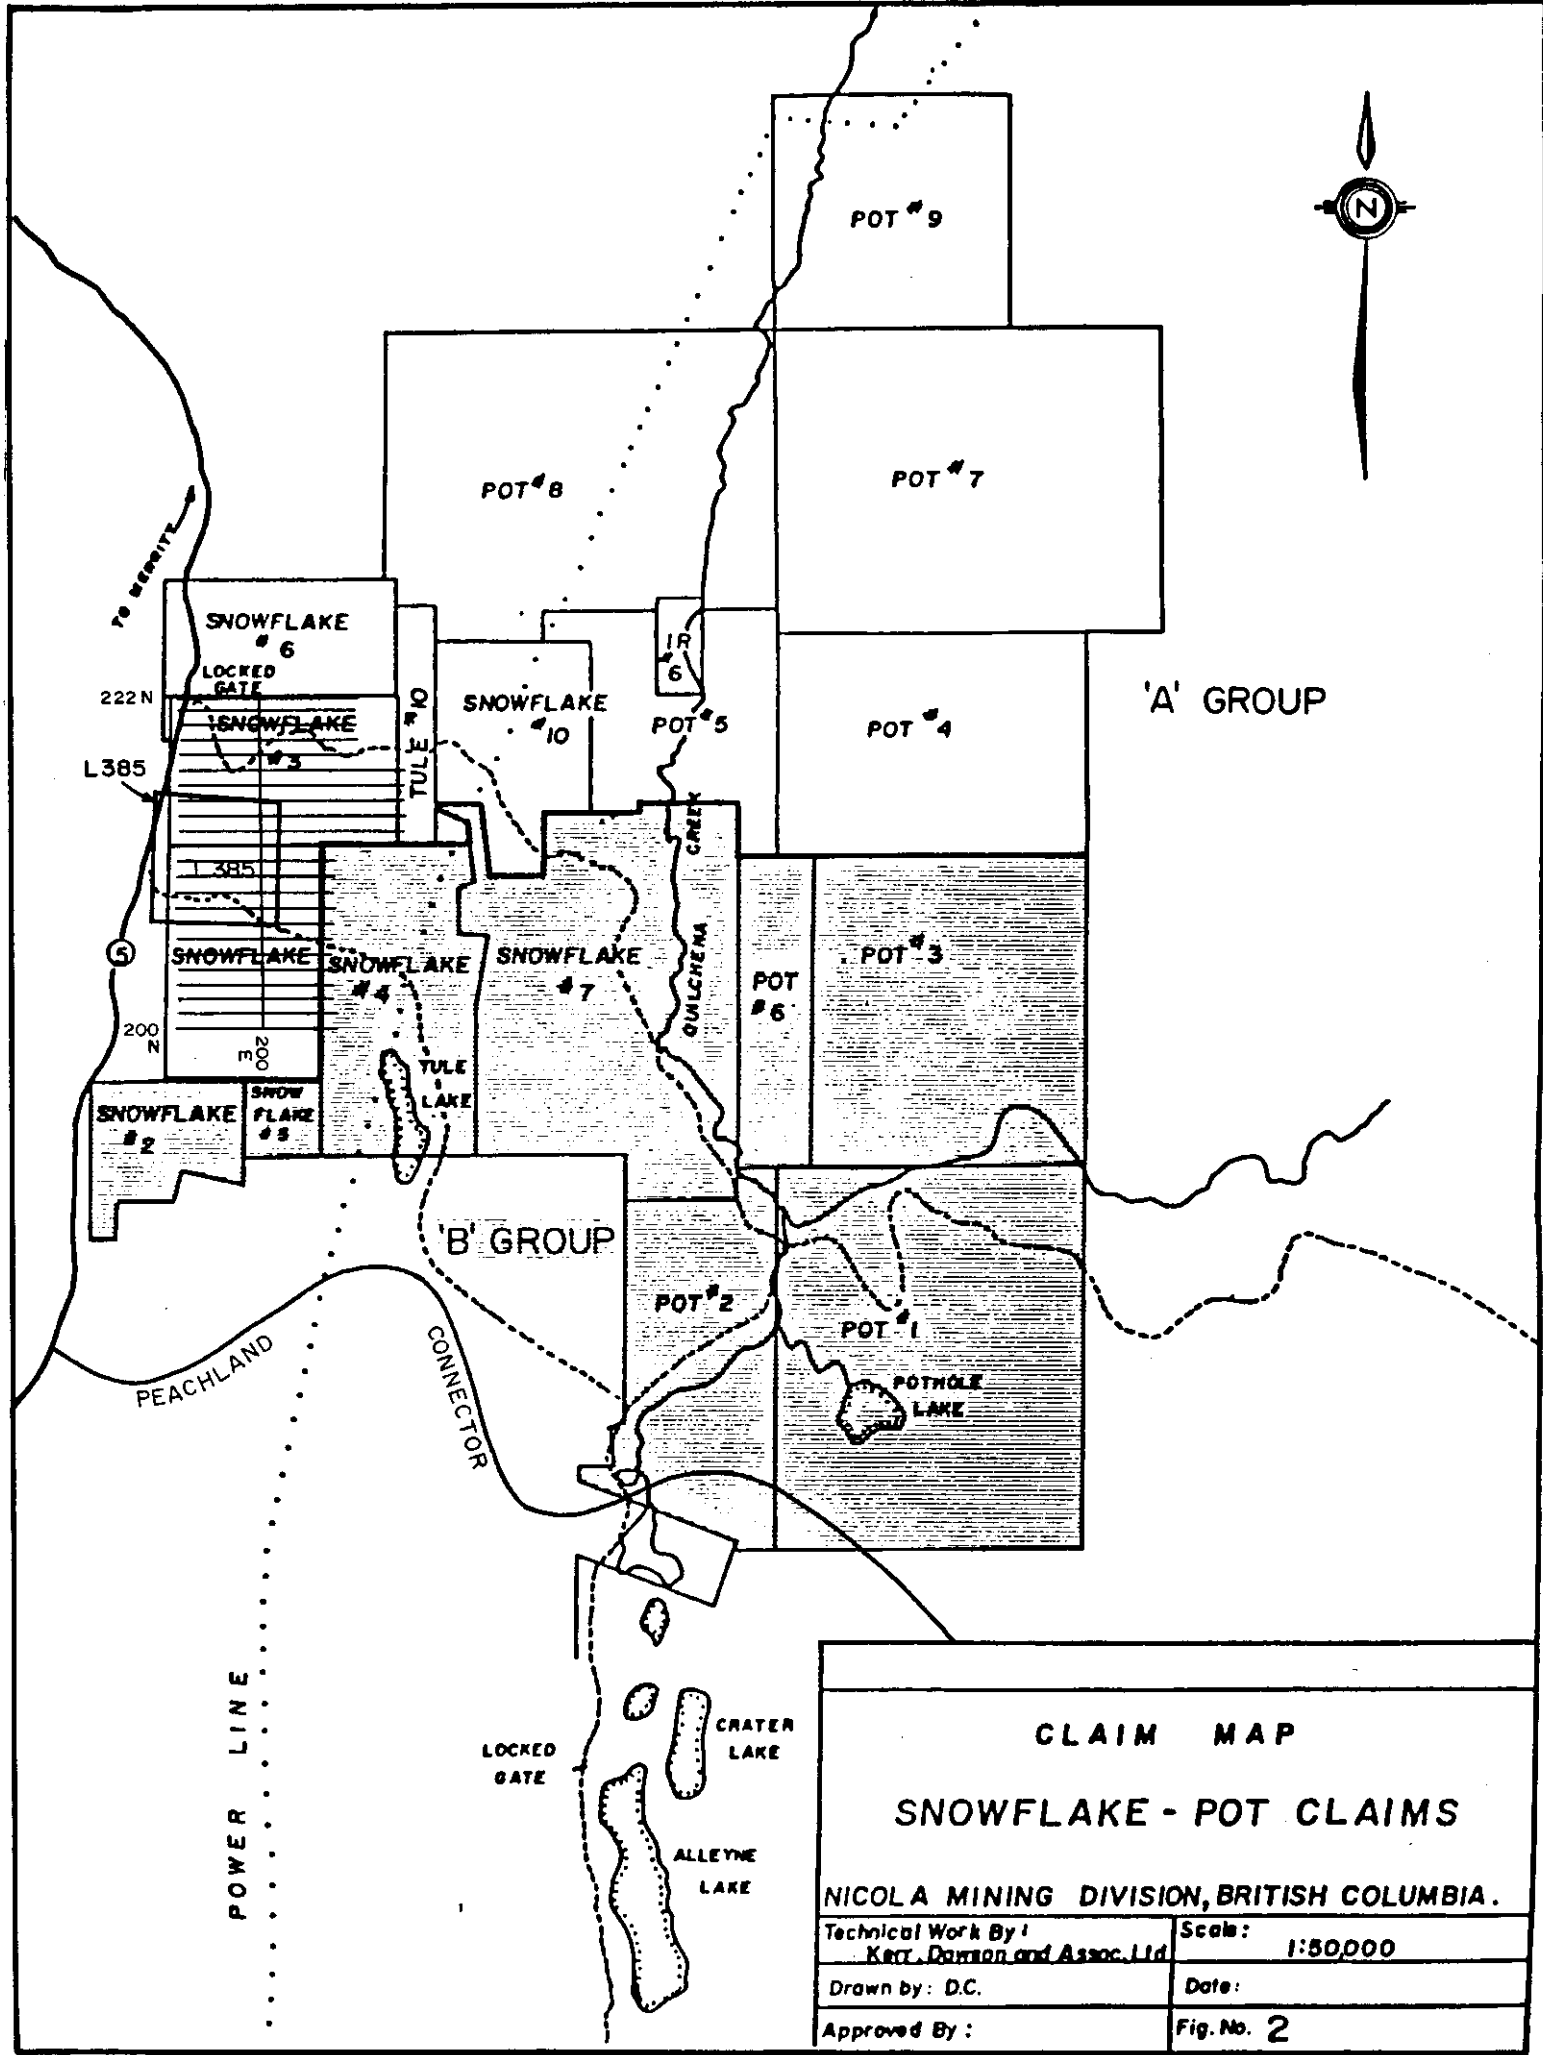 POT #9
N
POT #8
POT #7
TO MERRITT
SNOWFLAKE
#6
LOCKED
GATE
222 N
SNOWFLAKE
#3
TULE #10
SNOWFLAKE
#10
IR
#6
POT #5
POT #4
'A' GROUP
L385
L 385
QUILCHENA CREEK
5
SNOWFLAKE
SNOWFLAKE
#4
SNOWFLAKE
#7
POT
#6
POT #3
200
N
200
E
TULE
LAKE
SNOWFLAKE
#2
SNOW
FLAKE
#5
'B' GROUP
POT #2
POT #1
POTHOLE
LAKE
PEACHLAND
CONNECTOR
POWER LINE
LOCKED
GATE
CRATER
LAKE
ALLEYNE
LAKE
CLAIM MAP
SNOWFLAKE - POT CLAIMS
NICOLA MINING DIVISION, BRITISH COLUMBIA.
Technical Work By:
Kerr, Dawson and Assoc. Ltd
Scale:
1:50,000
Drawn by: D.C.
Date:
Approved By:
Fig. No. 2